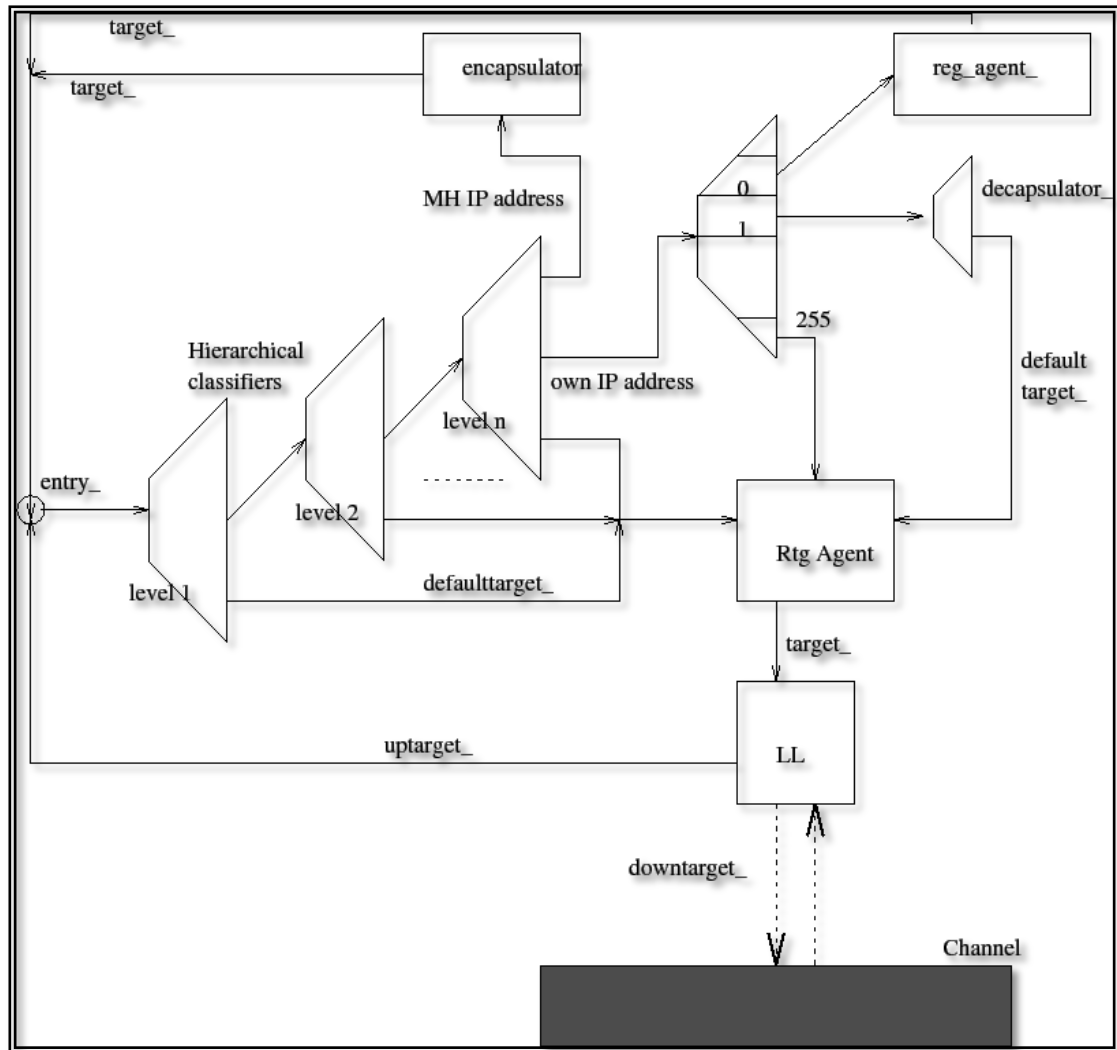 target_
encapsulator
reg_agent_
target_
MH IP address
0
decapsulator_
1
255
Hierarchical
classifiers
own IP address
default
target_
level n
entry_
level 2
Rtg Agent
level 1
defaulttarget_
target_
uptarget_
LL
downtarget_
Channel